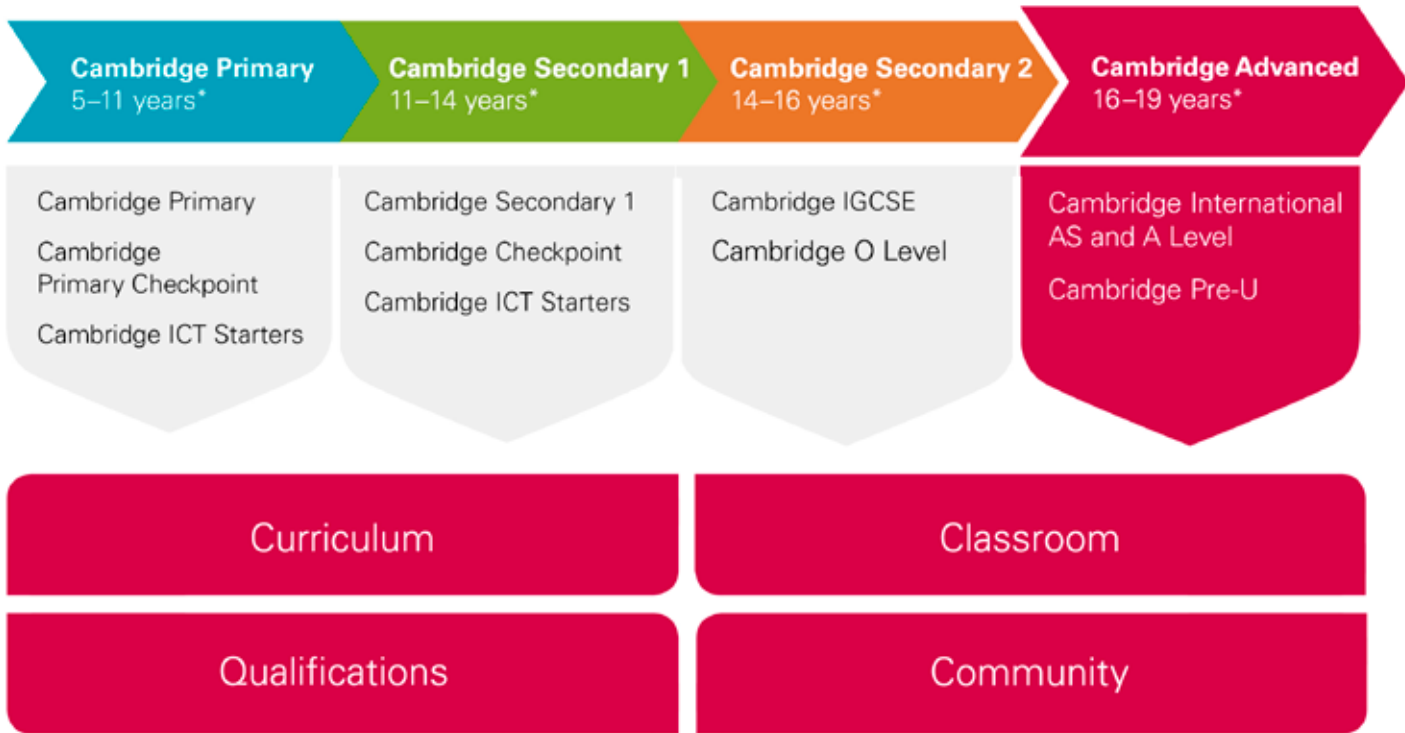 Cambridge Primary
5–11 years*
Cambridge Secondary 1
11–14 years*
Cambridge Secondary 2
14–16 years*
Cambridge Advanced
16–19 years*
Cambridge Primary
Cambridge
Primary Checkpoint
Cambridge ICT Starters
Cambridge Secondary 1
Cambridge Checkpoint
Cambridge ICT Starters
Cambridge IGCSE
Cambridge O Level
Cambridge International
AS and A Level
Cambridge Pre-U
Curriculum
Classroom
Qualifications
Community